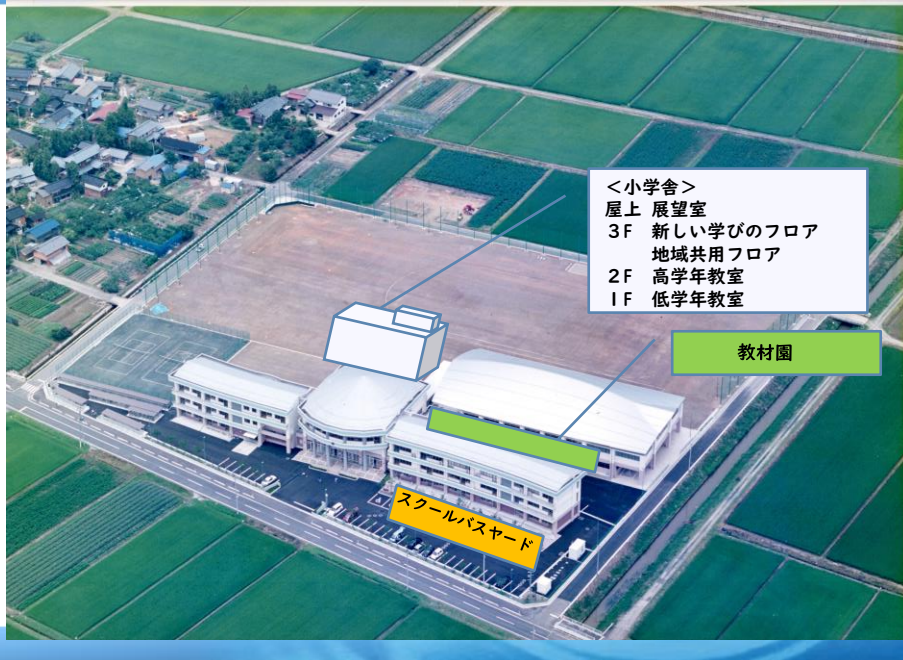 ＜小学舎＞
屋上 展望室
3F 新しい学びのフロア
地域共用フロア
2F 高学年教室
1F 低学年教室
教材園
スクールバスヤード